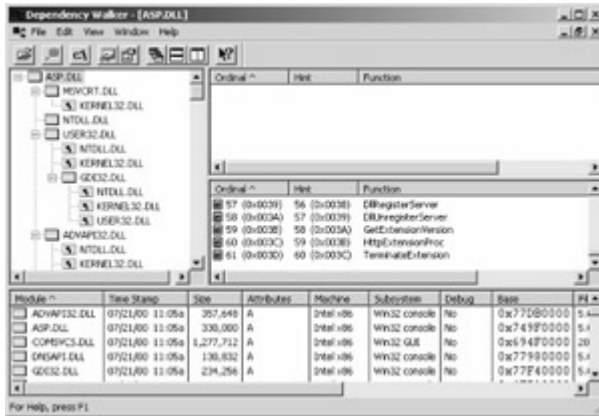 Dependency Walker - [ASP.DLL]
File Edit View Window Help
ASP.DLL
MSVCRT.DLL
KERNEL32.DLL
NTDLL.DLL
USER32.DLL
NTDLL.DLL
KERNEL32.DLL
GDI32.DLL
NTDLL.DLL
KERNEL32.DLL
USER32.DLL
ADVAPI32.DLL
NTDLL.DLL
KERNEL32.DLL
Ordinal ^ Hint Function
Ordinal ^ Hint Function
57 (0x0039) 56 (0x0038) DllRegisterServer
58 (0x003A) 57 (0x0039) DllUnregisterServer
59 (0x003B) 58 (0x003A) GetExtensionVersion
60 (0x003C) 59 (0x003B) HttpExtensionProc
61 (0x003D) 60 (0x003C) TerminateExtension
Module ^ Time Stamp Size Attributes Machine Subsystem Debug Base
ADVAPI32.DLL 07/21/00 11:05a 357,648 A Intel x86 Win32 console No 0x77DB0000
ASP.DLL 07/21/00 11:05a 330,000 A Intel x86 Win32 console No 0x749F0000
COMSVCS.DLL 07/21/00 11:05a 1,277,712 A Intel x86 Win32 GUI No 0x694F0000
DNSAPI.DLL 07/21/00 11:05a 130,832 A Intel x86 Win32 console No 0x77980000
GDI32.DLL 07/21/00 11:05a 234,256 A Intel x86 Win32 console No 0x77F40000
For Help, press F1